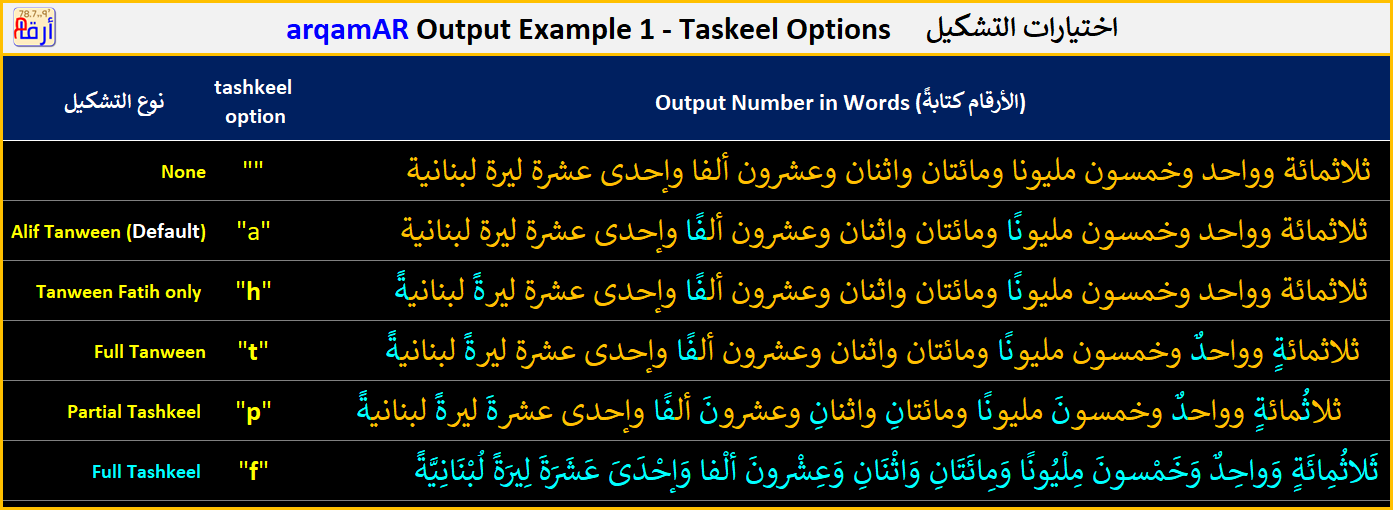 78.7,,9ʳ
أرقام
arqamAR Output Example 1 - Taskeel Options اختيارات التشكيل
نوع التشكيل tashkeel option Output Number in Words (الأرقام كتابةً)
None "" ثلاثمائة وواحد وخمسون مليونا ومائتان واثنان وعشرون ألفا وإحدى عشرة ليرة لبنانية
Alif Tanween (Default) "a" ثلاثمائة وواحد وخمسون مليونًا ومائتان واثنان وعشرون ألفًا وإحدى عشرة ليرة لبنانية
Tanween Fatih only "h" ثلاثمائة وواحد وخمسون مليونًا ومائتان واثنان وعشرون ألفًا وإحدى عشرة ليرةً لبنانيةً
Full Tanween "t" ثلاثمائةٍ وواحدٌ وخمسون مليونًا ومائتان واثنان وعشرون ألفًا وإحدى عشرة ليرةً لبنانيةً
Partial Tashkeel "p" ثلاثُمائةٍ وواحدٌ وخمسونَ مليونًا ومائتانِ واثنانِ وعشرونَ ألفًا وإحدى عشرةَ ليرةً لبنانيةً
Full Tashkeel "f" ثَلاثُمِائَةٍ وَواحِدٌ وَخَمْسونَ مِلْيُونًا وَمِائَتَانِ وَاثْنَانِ وَعِشْرونَ ألْفا وَإحْدَىَ عَشَرَةَ لِيرَةً لُبْنَانِيَّةً